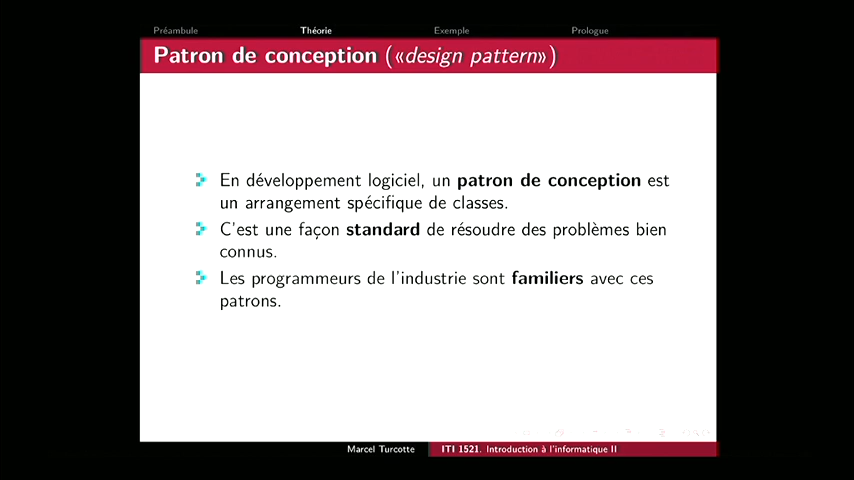 Préambule Théorie Exemple Prologue
Patron de conception («design pattern»)
En développement logiciel, un patron de conception est
un arrangement spécifique de classes.
C'est une façon standard de résoudre des problèmes bien
connus.
Les programmeurs de l'industrie sont familiers avec ces
patrons.
Marcel Turcotte ITI 1521. Introduction à l'informatique II